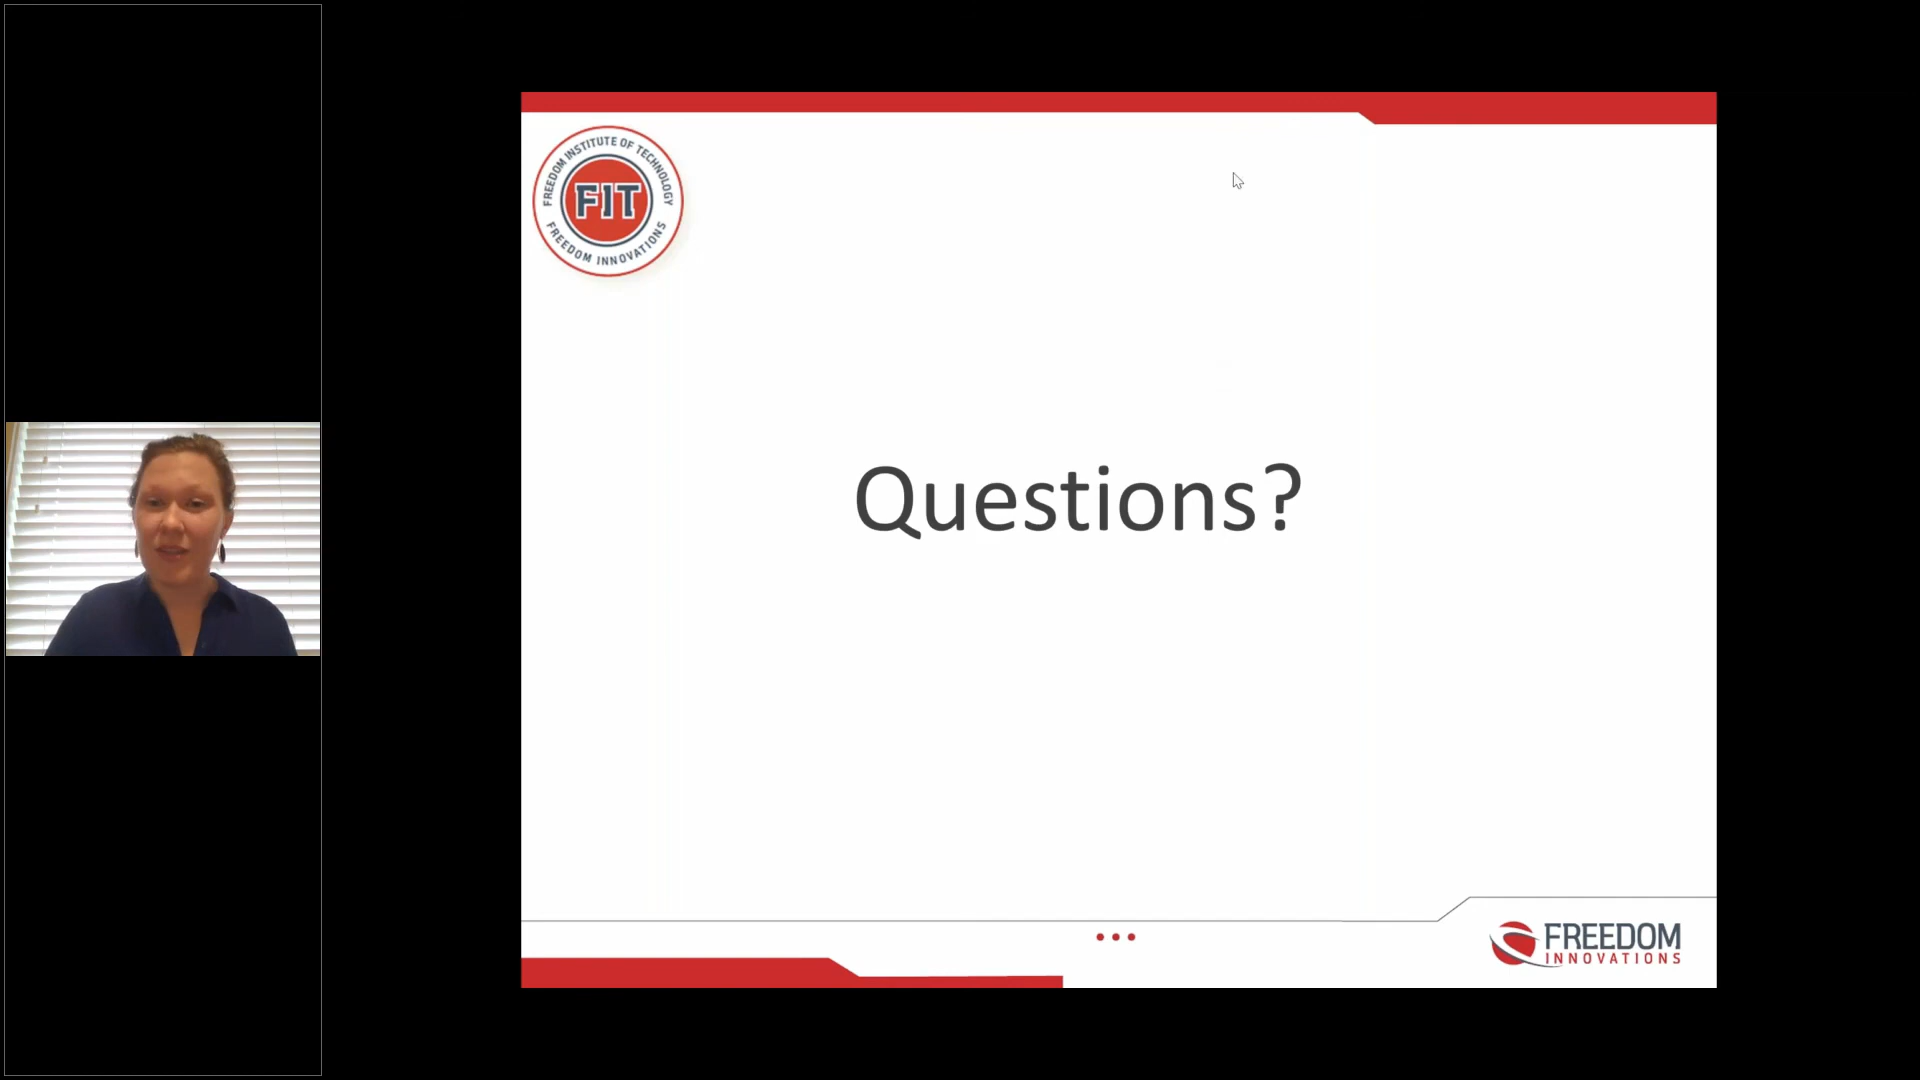 FREEDOM INSTITUTE OF TECHNOLOGY
FIT
FREEDOM INNOVATIONS
Questions?
FREEDOM
INNOVATIONS